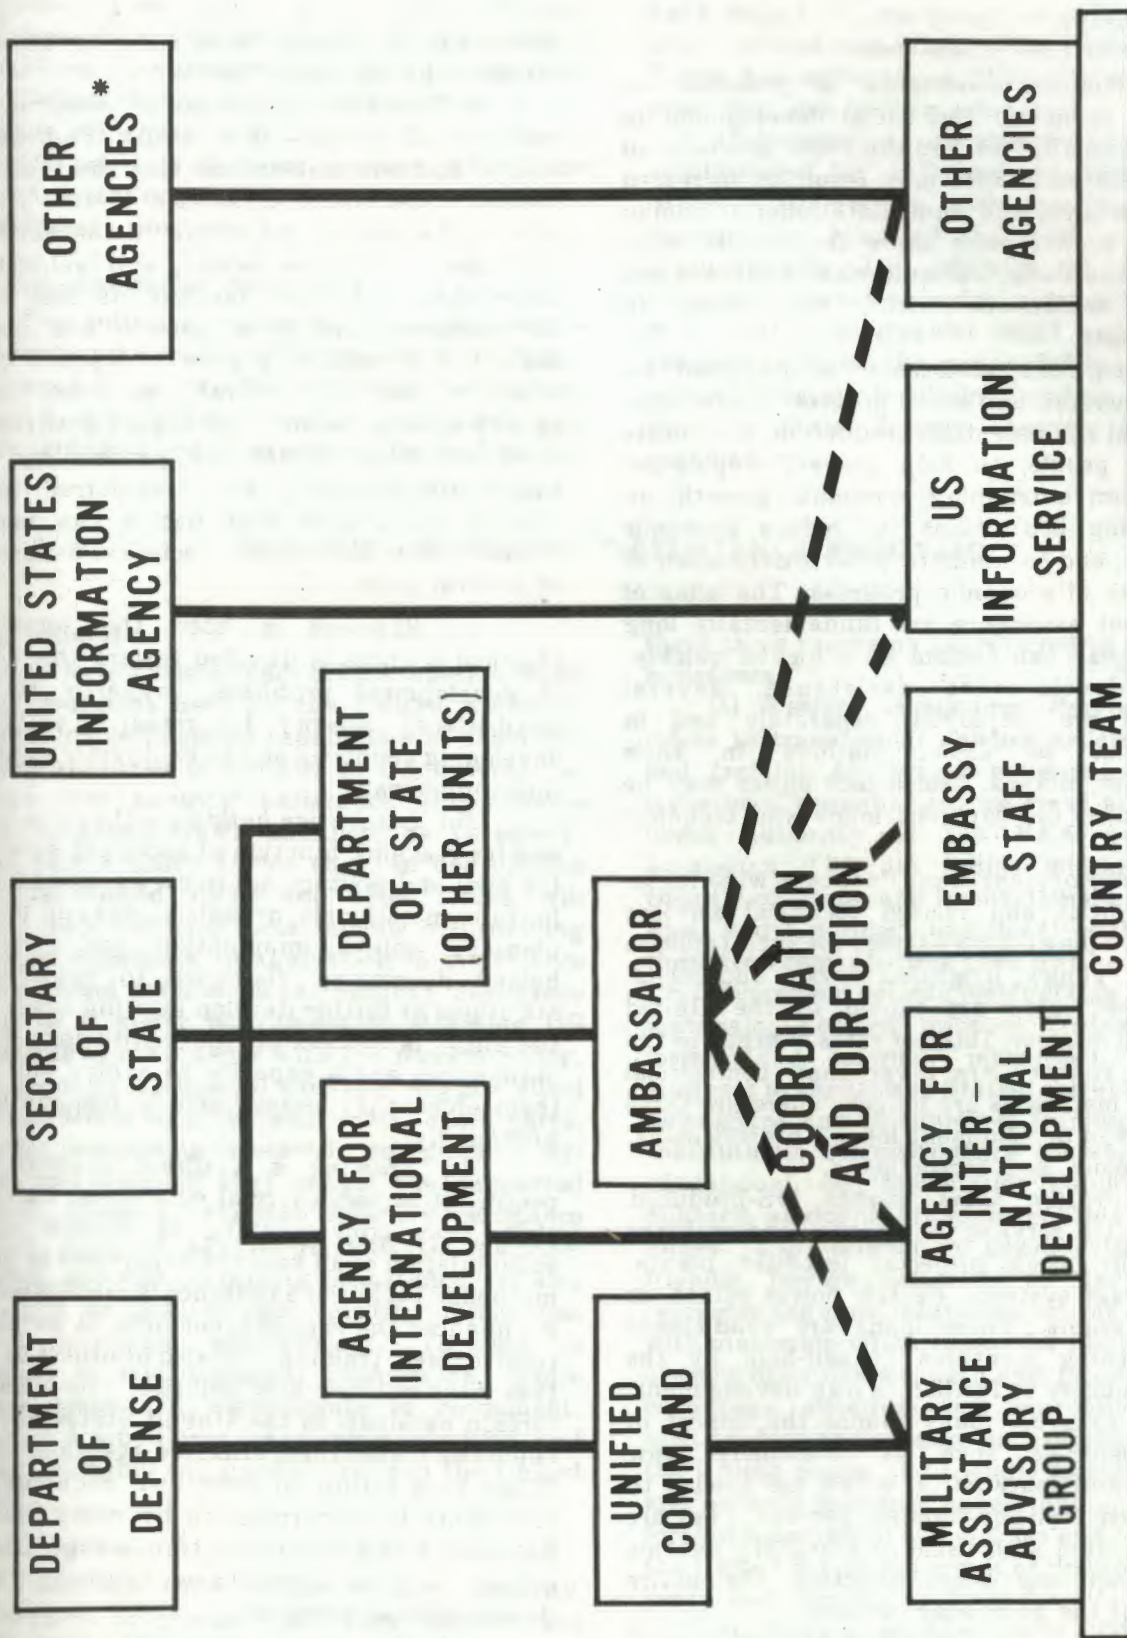 DEPARTMENT
OF
DEFENSE
SECRETARY
OF
STATE
UNITED STATES
INFORMATION
AGENCY
OTHER
AGENCIES *
AGENCY FOR
INTERNATIONAL
DEVELOPMENT
DEPARTMENT
OF STATE
(OTHER UNITS)
UNIFIED
COMMAND
AMBASSADOR
COORDINATION
AND DIRECTION
MILITARY
ASSISTANCE
ADVISORY
GROUP
AGENCY FOR
INTER-
NATIONAL
DEVELOPMENT
EMBASSY
STAFF
US
INFORMATION
SERVICE
OTHER
AGENCIES
COUNTRY TEAM